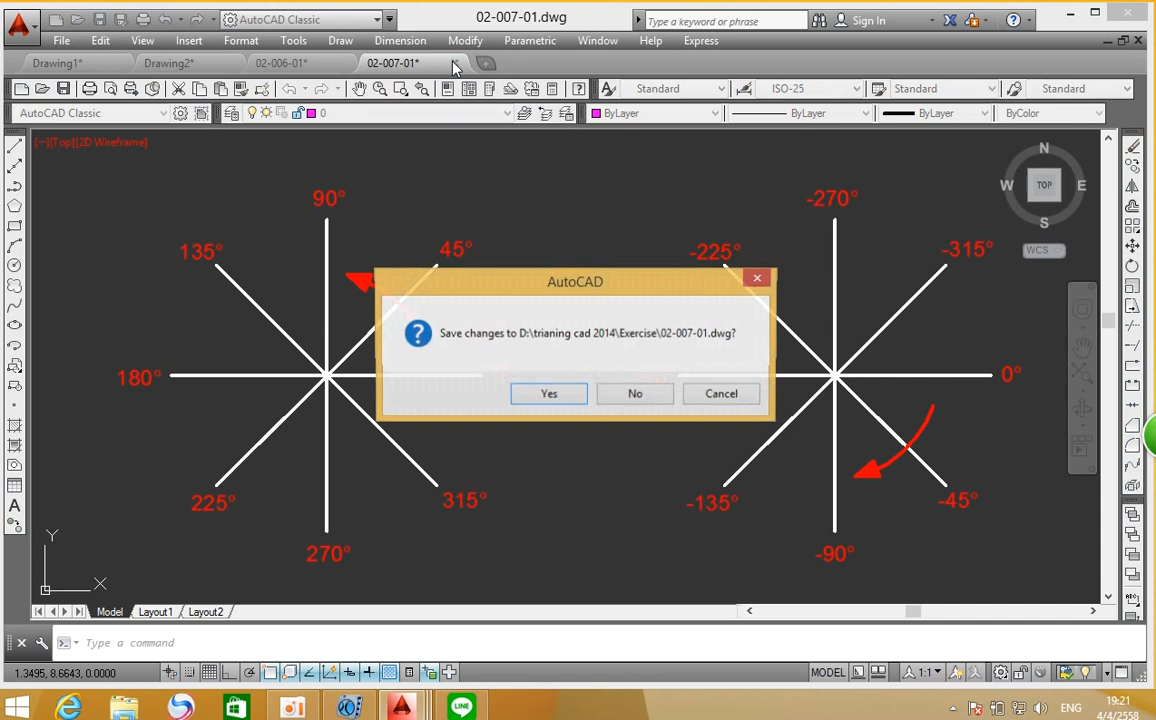 AutoCAD Classic
02-007-01.dwg
Type a keyword or phrase
Sign In
File Edit View Insert Format Tools Draw Dimension Modify Parametric Window Help Express
Drawing1* Drawing2* 02-006-01* 02-007-01*
Standard ISO-25 Standard Standard
AutoCAD Classic 0 ByLayer ByLayer ByLayer ByColor
[−][Top][2D Wireframe]
N
W TOP E
S
WCS
90° -270°
135° 45° -225° -315°
AutoCAD
Save changes to D:\trianing cad 2014\Exercise\02-007-01.dwg?
180° 0°
Yes No Cancel
225° 315° -135° -45°
270° -90°
Y
X
Model Layout1 Layout2
Type a command
1.3495, 8.6643, 0.0000 MODEL 1:1
LINE
ENG 19:21
4/4/2558